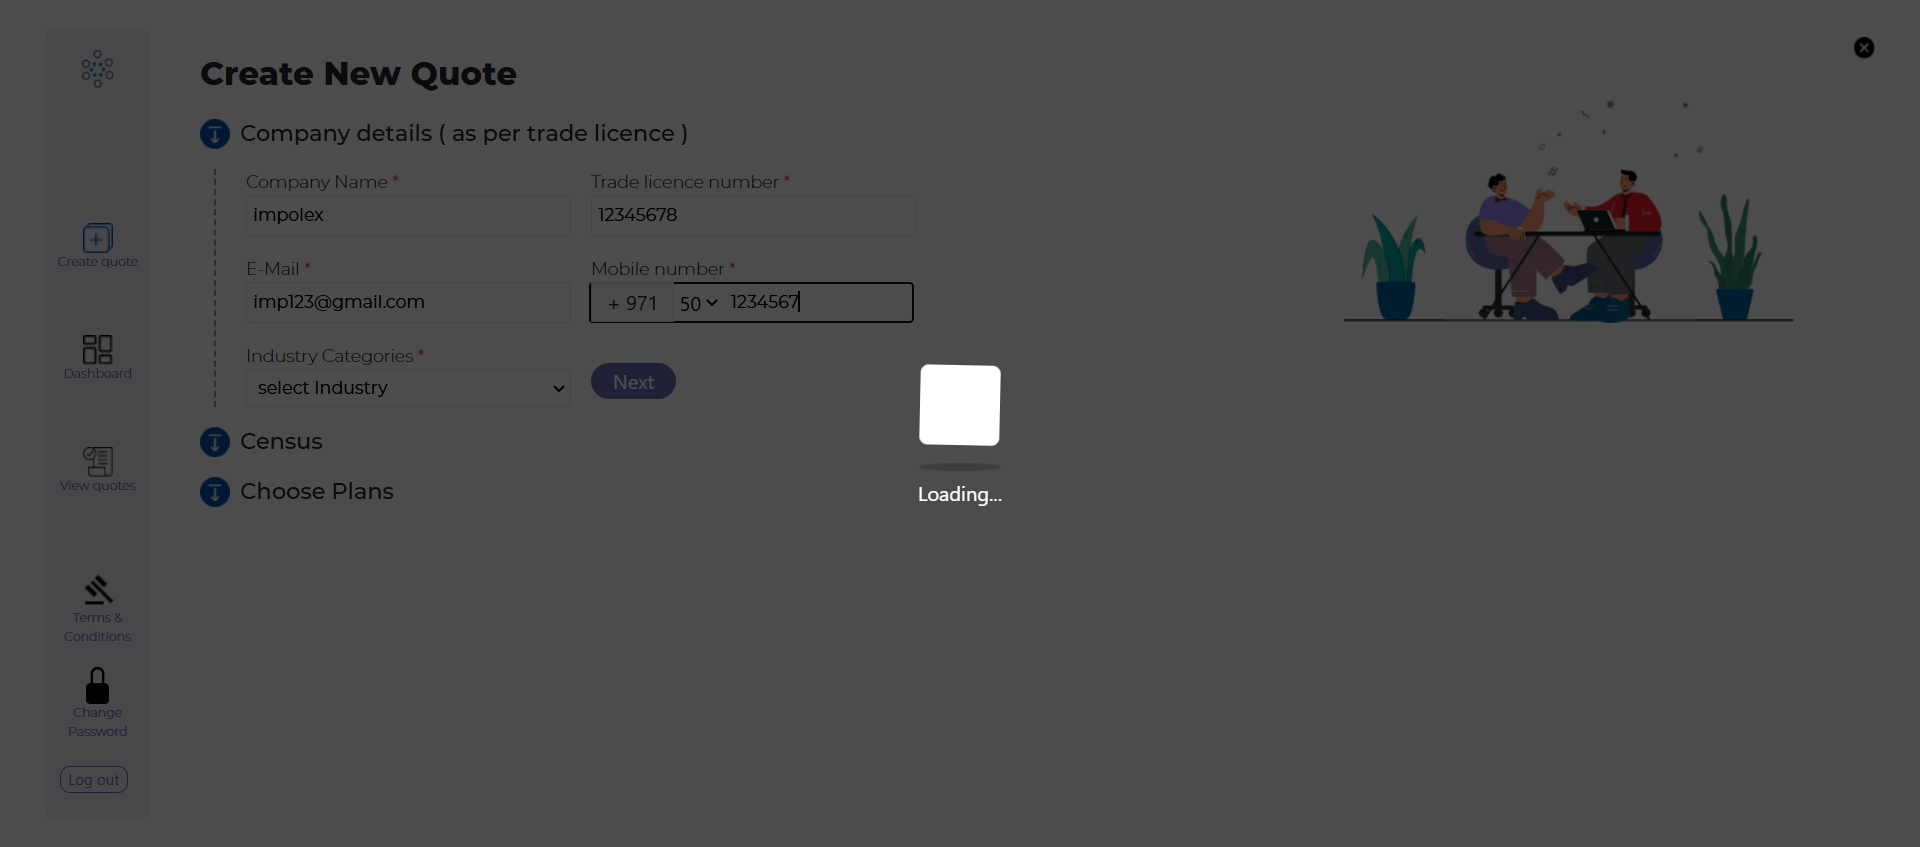 Create New Quote
Company details ( as per trade licence )
Company Name *
Trade licence number *
impolex
12345678
E-Mail *
Mobile number *
imp123@gmail.com
+ 971 50 1234567
Industry Categories *
select Industry
Next
Census
Choose Plans
Loading...
Create quote
Dashboard
View quotes
Terms &
Conditions
Change
Password
Log out